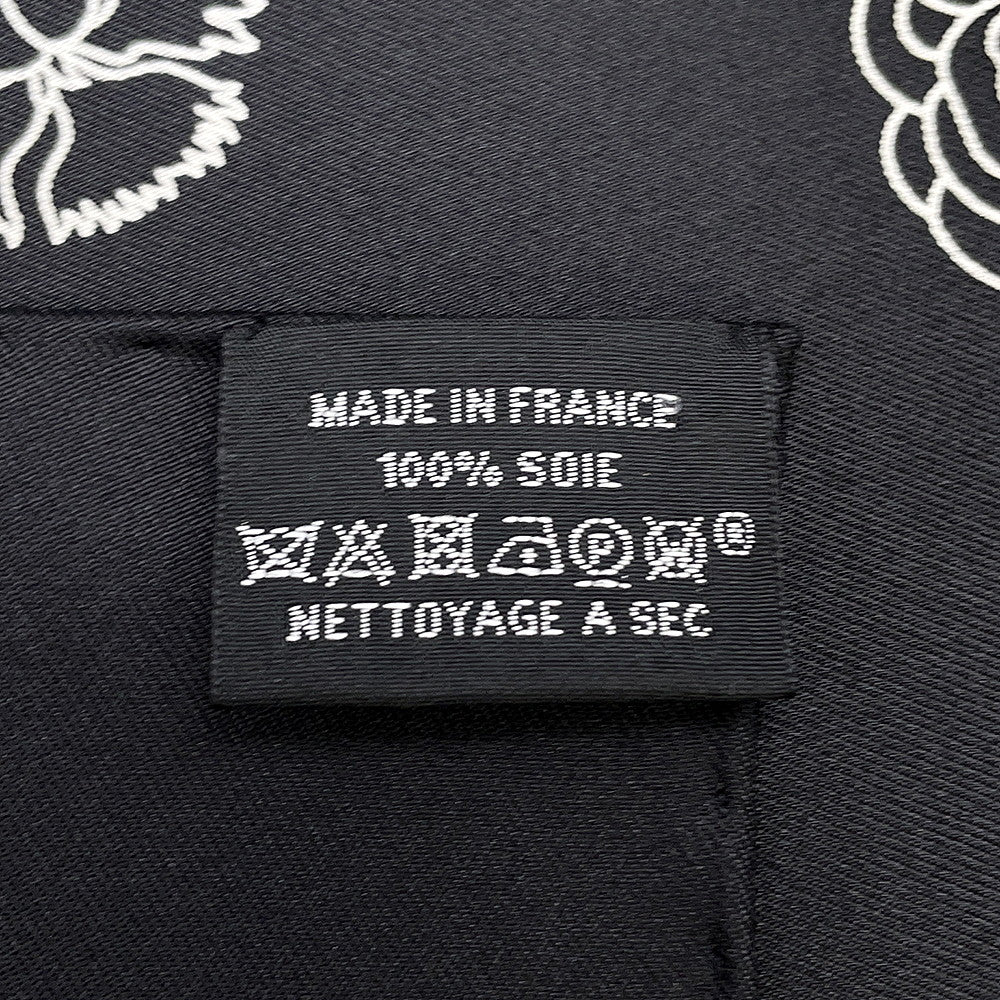 MADE IN FRANCE
100% SOIE
P W ®
NETTOYAGE A SEC